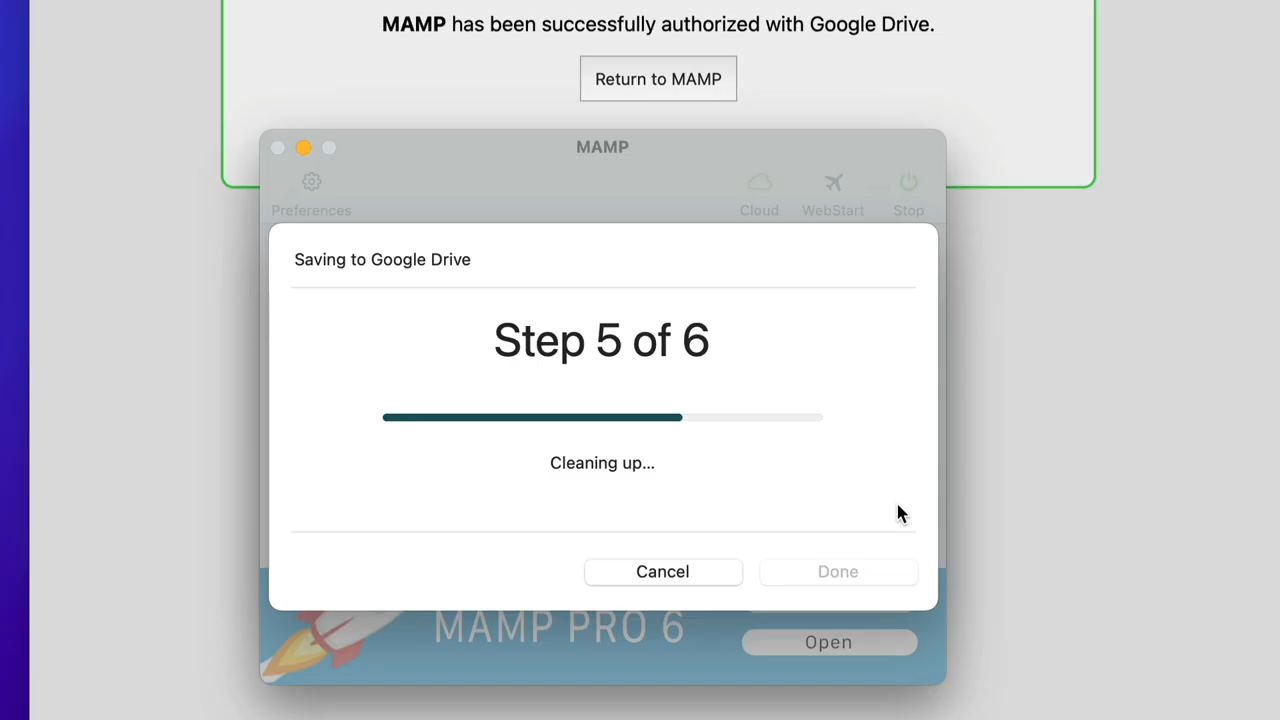 MAMP has been successfully authorized with Google Drive.
Return to MAMP
MAMP
Preferences
Cloud
WebStart
Stop
Saving to Google Drive
Step 5 of 6
Cleaning up...
Cancel
Done
MAMP PRO 6
Open